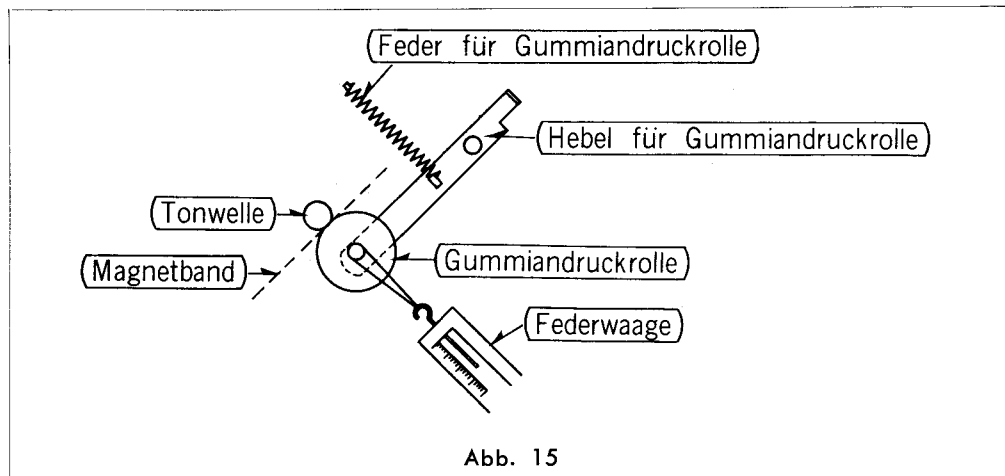 Feder für Gummiandruckrolle
Hebel für Gummiandruckrolle
Tonwelle
Magnetband
Gummiandruckrolle
Federwaage
Abb. 15